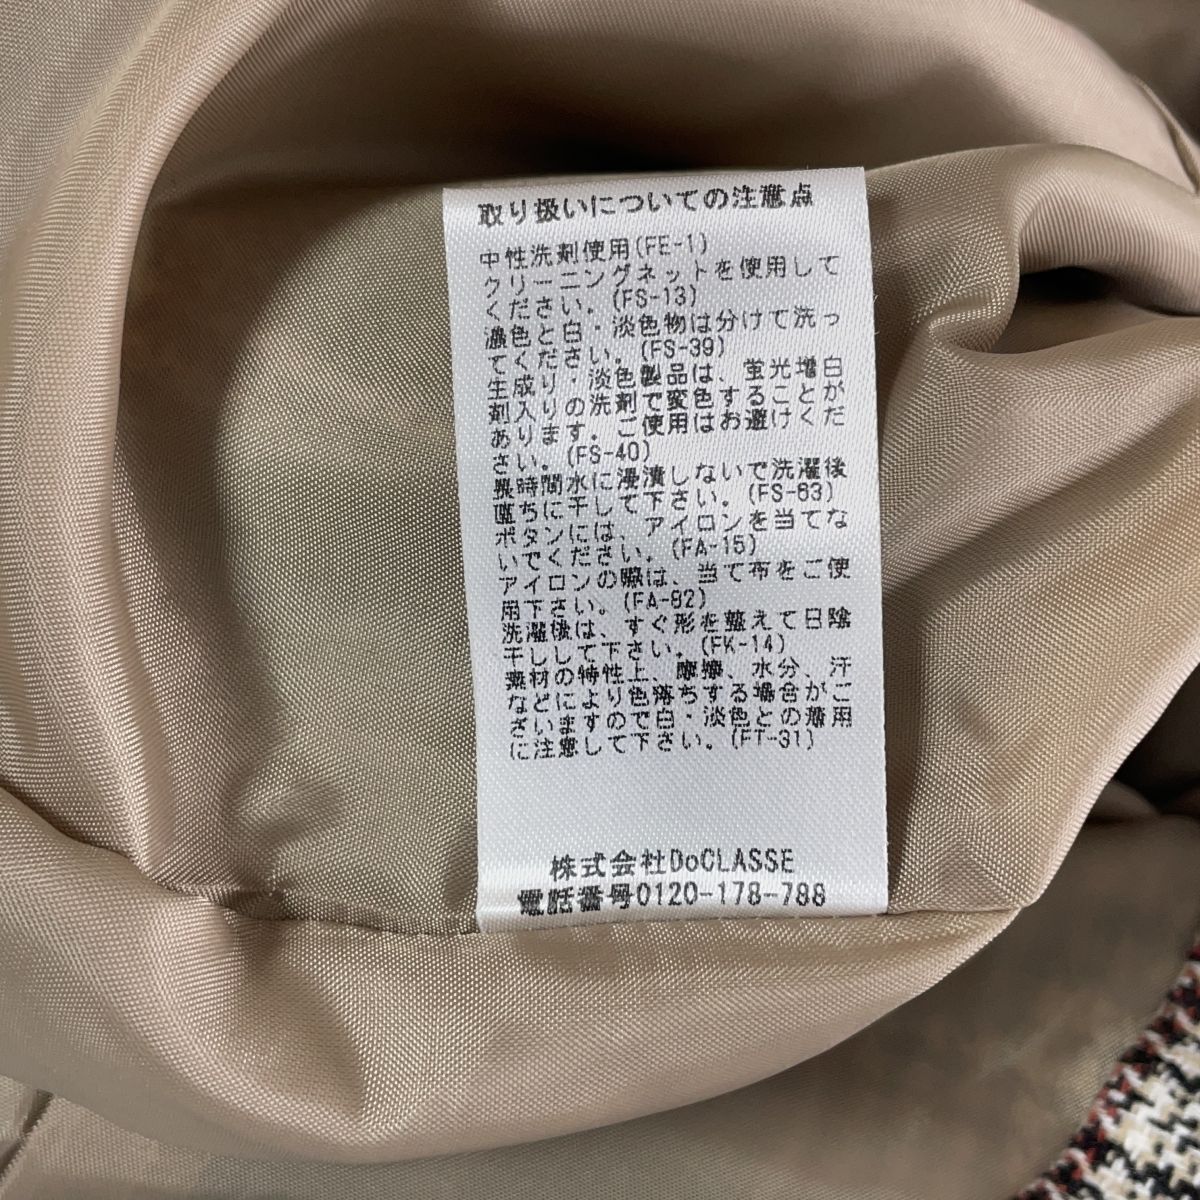 取り扱いについての注意点
中性洗剤使用(FE-1)
クリーニングネットを使用して
ください。(FS-13)
濃色と白・淡色物は分けて洗っ
てください。(FS-39)
生成り・淡色製品は、蛍光増白
剤入りの洗剤で変色することが
あります。ご使用はお避けくだ
さい。(FS-40)
長時間水に浸漬しないで洗濯後
直ちに干して下さい。(FS-63)
ボタンには、アイロンを当てな
いでください。(FA-15)
アイロンの際は、当て布をご使
用下さい。(FA-82)
洗濯後は、すぐ形を整えて日陰
干しして下さい。(FK-14)
素材の特性上、摩擦、水分、汗
などにより色落ちする場合がご
ざいますので白・淡色との着用
に注意して下さい。(FT-31)
株式会社DoCLASSE
電話番号0120-178-788